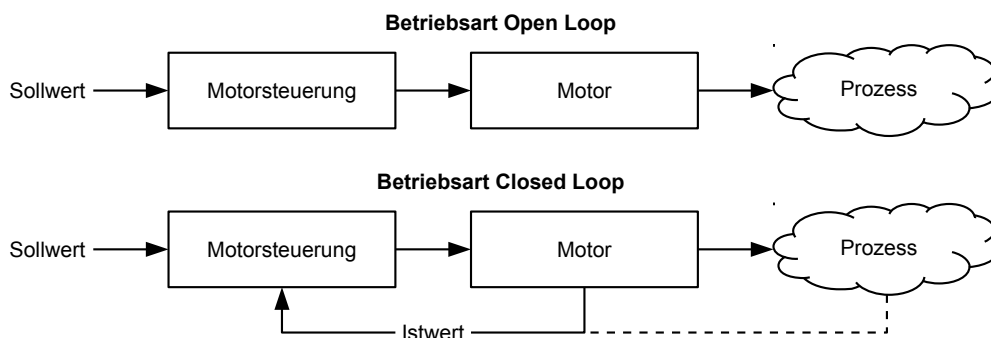 Betriebsart Open Loop
Sollwert Motorsteuerung Motor Prozess
Betriebsart Closed Loop
Sollwert Motorsteuerung Motor Prozess
Istwert